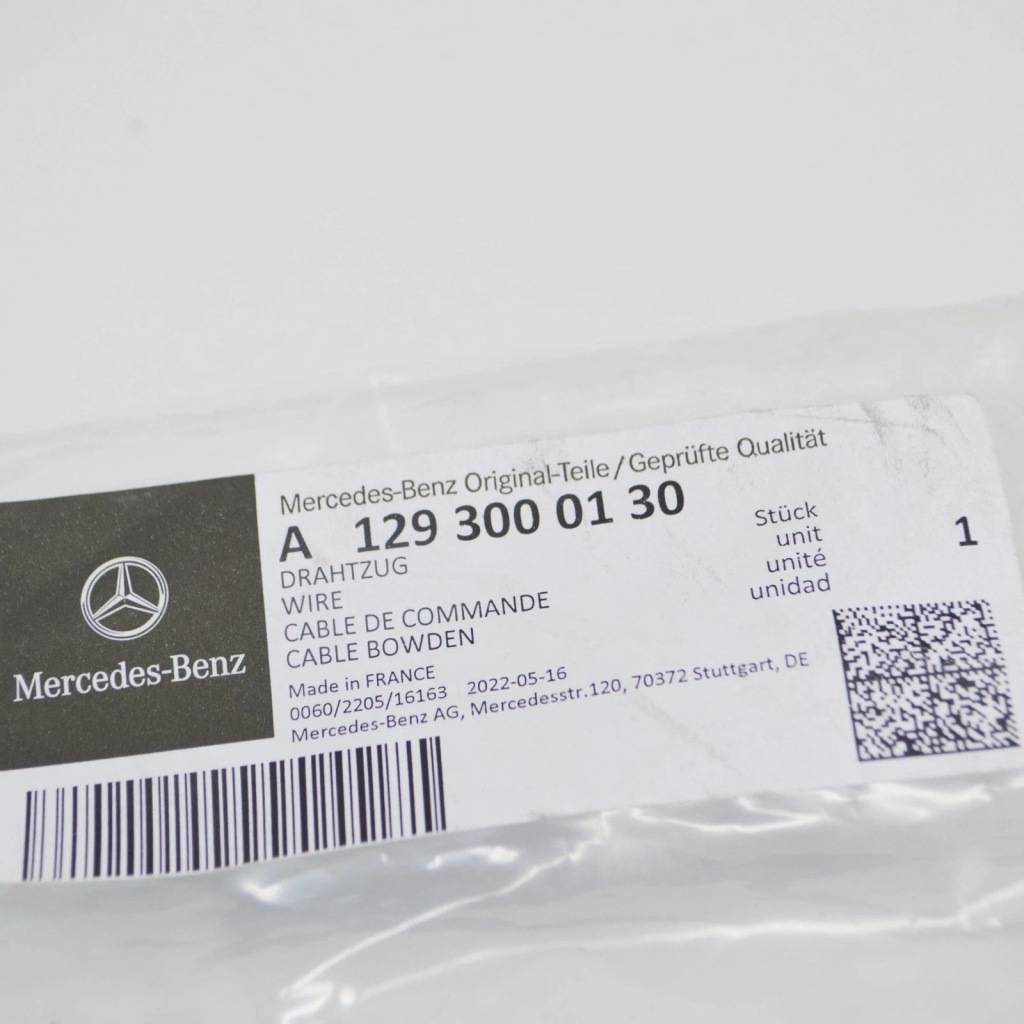 Mercedes-Benz
Mercedes-Benz Original-Teile/Geprüfte Qualität
A 129 300 01 30
DRAHTZUG
WIRE
CABLE DE COMMANDE
CABLE BOWDEN
Stück
unit
unité
unidad
1
Made in FRANCE
0060/2205/16163 2022-05-16
Mercedes-Benz AG, Mercedesstr.120, 70372 Stuttgart, DE